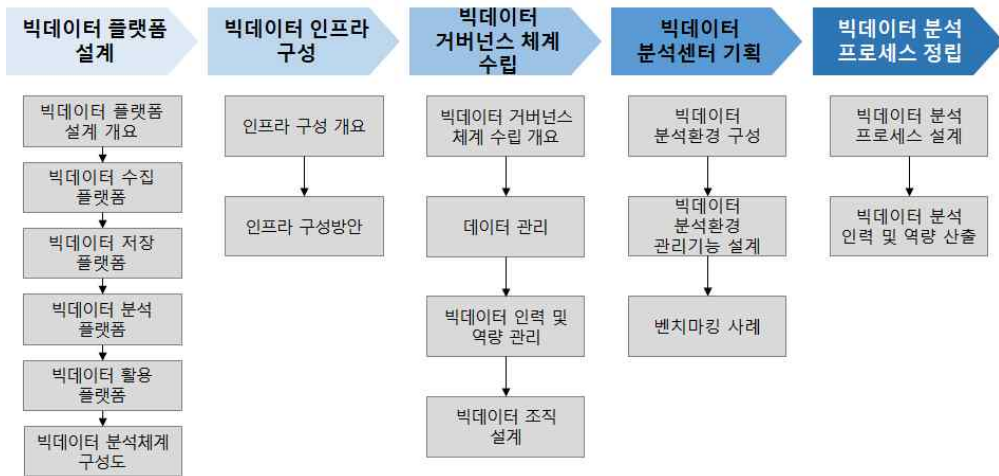 빅데이터 플랫폼
설계
빅데이터 인프라
구성
빅데이터
거버넌스 체계
수립
빅데이터
분석센터 기획
빅데이터 분석
프로세스 정립
빅데이터 플랫폼
설계 개요
빅데이터 수집
플랫폼
빅데이터 저장
플랫폼
빅데이터 분석
플랫폼
빅데이터 활용
플랫폼
빅데이터 분석체계
구성도
인프라 구성 개요
인프라 구성방안
빅데이터 거버넌스
체계 수립 개요
데이터 관리
빅데이터 인력 및
역량 관리
빅데이터 조직
설계
빅데이터
분석환경 구성
빅데이터
분석환경
관리기능 설계
벤치마킹 사례
빅데이터 분석
프로세스 설계
빅데이터 분석
인력 및 역량 산출